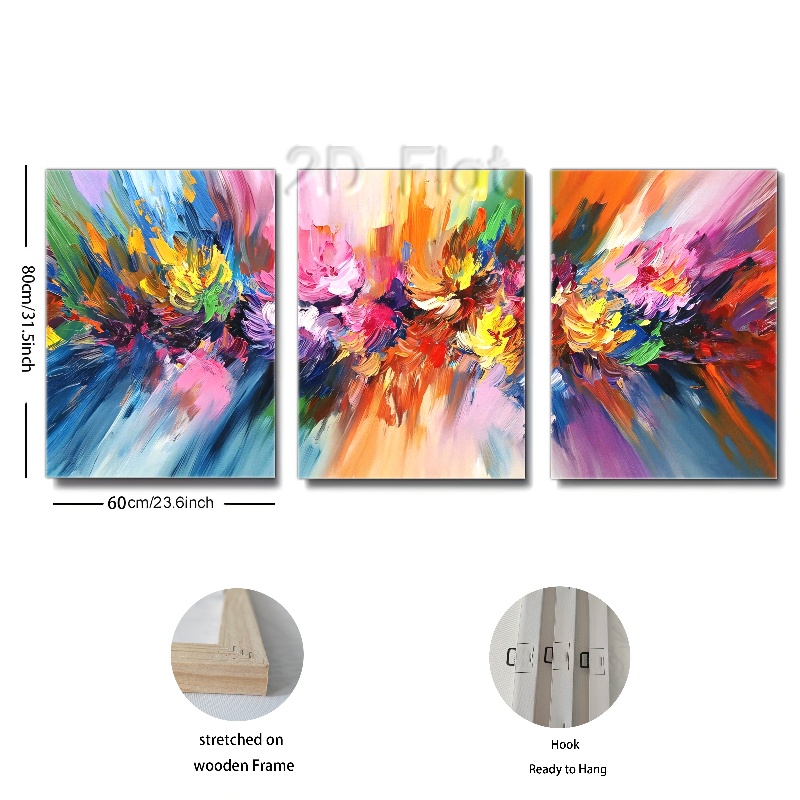 2D Flat
80cm/31.5inch
60cm/23.6inch
stretched on
wooden Frame
Hook
Ready to Hang